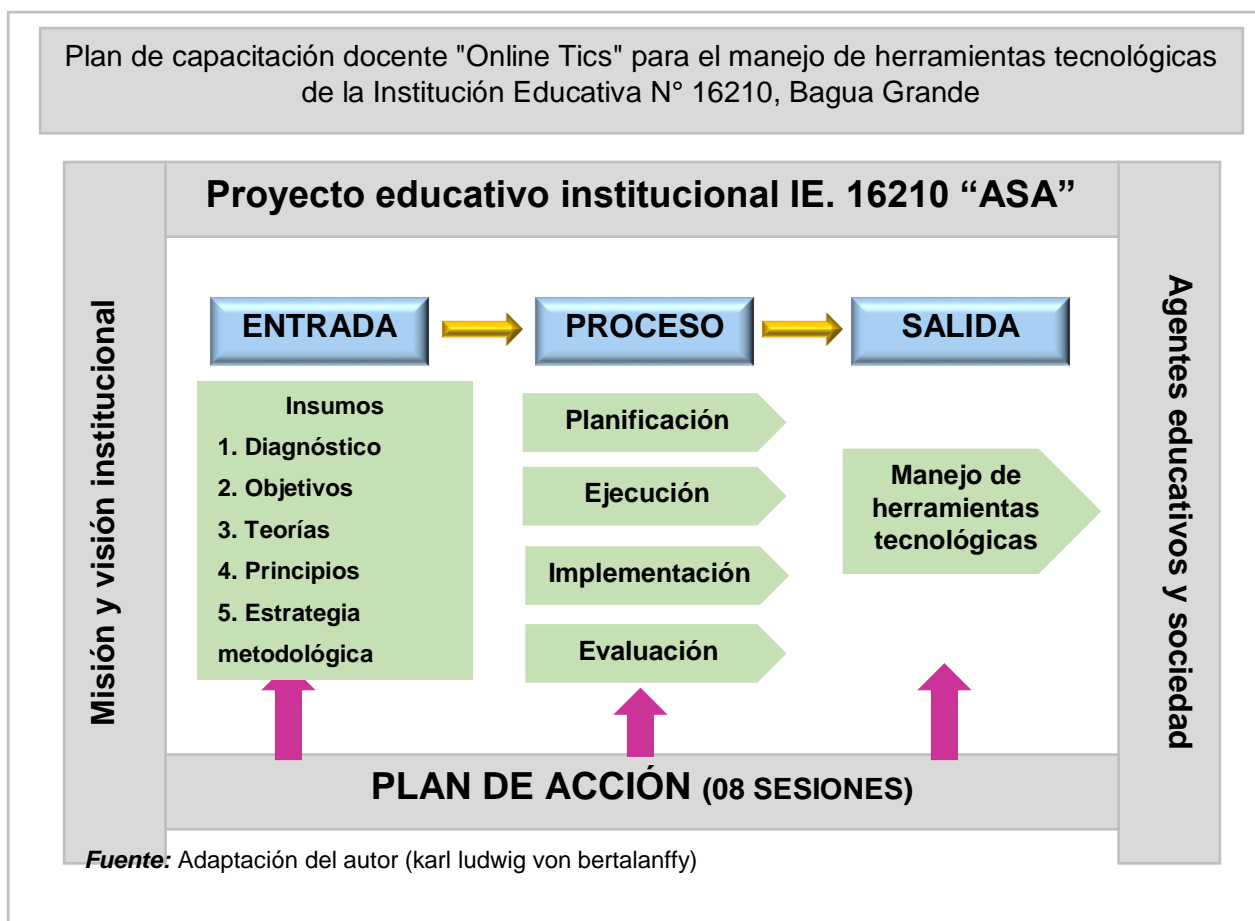 Plan de capacitación docente "Online Tics" para el manejo de herramientas tecnológicas
de la Institución Educativa N° 16210, Bagua Grande
Proyecto educativo institucional IE. 16210 “ASA”
Misión y visión institucional
ENTRADA
PROCESO
SALIDA
Insumos
1. Diagnóstico
2. Objetivos
3. Teorías
4. Principios
5. Estrategia
metodológica
Planificación
Ejecución
Implementación
Evaluación
Manejo de
herramientas
tecnológicas
Agentes educativos y sociedad
PLAN DE ACCIÓN (08 SESIONES)
Fuente: Adaptación del autor (karl ludwig von bertalanffy)